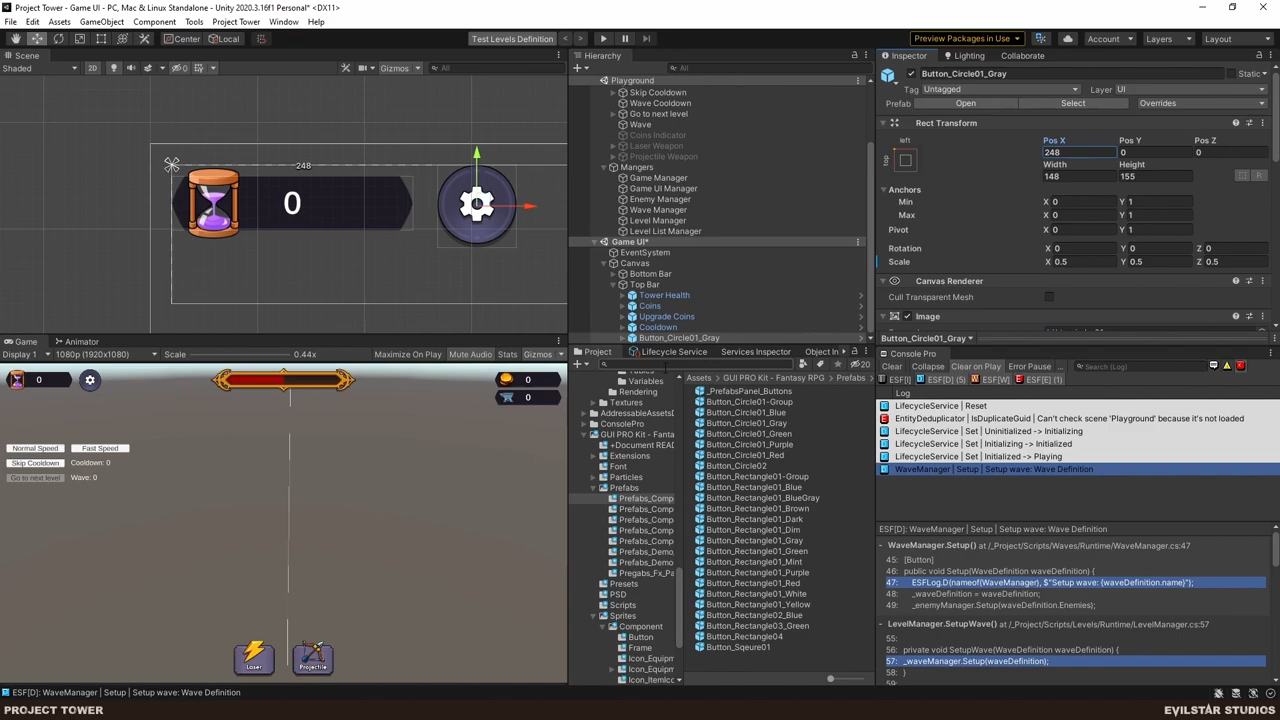 Project Tower - Game UI - PC, Mac & Linux Standalone - Unity 2020.3.16f1 Personal* <DX11>
File Edit Assets GameObject Component Tools Project Tower Window Help
Center Local Test Levels Definition Preview Packages in Use Account Layers Layout
Scene
Shaded 2D 0 Gizmos All
248
0
Game Animator
Display 1 1080p (1920x1080) Scale 0.44x Maximize On Play Mute Audio Stats Gizmos
0
0
0
Normal Speed Fast Speed
Skip Cooldown Cooldown: 0
Go to next level Wave: 0
Laser Projectile
Hierarchy
All
Playground
Skip Cooldown
Wave Cooldown
Go to next level
Wave
Coins Indicator
Laser Weapon
Projectile Weapon
Mangers
Game Manager
Game UI Manager
Enemy Manager
Wave Manager
Level Manager
Level List Manager
Game UI*
EventSystem
Canvas
Bottom Bar
Top Bar
Tower Health
Coins
Upgrade Coins
Cooldown
Button_Circle01_Gray
Project Lifecycle Service Services Inspector Object In
20
Variables
Rendering
Textures
AddressableAssetsD
ConsolePro
GUI PRO Kit - Fanta
+Document READ
Extensions
Font
Particles
Prefabs
Prefabs_Comp
Prefabs_Comp
Prefabs_Comp
Prefabs_Comp
Prefabs_Comp
Prefabs_Demo
Prefabs_Demo
Pregabs_Fx_Pa
Presets
PSD
Scripts
Sprites
Component
Button
Frame
Icon_Equipm
Icon_Equipm
Icon_ItemIco
Assets > GUI PRO Kit - Fantasy RPG > Prefabs
_PrefabsPanel_Buttons
Button_Circle01-Group
Button_Circle01_Blue
Button_Circle01_Gray
Button_Circle01_Green
Button_Circle01_Purple
Button_Circle01_Red
Button_Circle02
Button_Rectangle01-Group
Button_Rectangle01_Blue
Button_Rectangle01_BlueGray
Button_Rectangle01_Brown
Button_Rectangle01_Dark
Button_Rectangle01_Dim
Button_Rectangle01_Gray
Button_Rectangle01_Green
Button_Rectangle01_Mint
Button_Rectangle01_Purple
Button_Rectangle01_Red
Button_Rectangle01_White
Button_Rectangle01_Yellow
Button_Rectangle02_Blue
Button_Rectangle03_Green
Button_Rectangle04
Button_Sqeure01
Inspector Lighting Collaborate
Button_Circle01_Gray Static
Tag Untagged Layer UI
Prefab Open Select Overrides
Rect Transform
left Pos X Pos Y Pos Z
top 248 0 0
Width Height
148 155 R
Anchors
Min X 0 Y 1
Max X 0 Y 1
Pivot X 0 Y 1
Rotation X 0 Y 0 Z 0
Scale X 0.5 Y 0.5 Z 0.5
Canvas Renderer
Cull Transparent Mesh
Image
Button_Circle01_Gray
Console Pro
Clear Collapse Clear on Play Error Pause (Search) (Log)
ESF[I] ESF[D] (5) ESF[W] ESF[E] (1)
Log
LifecycleService | Reset
EntityDeduplicator | IsDuplicateGuid | Can't check scene 'Playground' because it's not loaded
LifecycleService | Set | Uninitialized -> Initializing
LifecycleService | Set | Initializing -> Initialized
LifecycleService | Set | Initialized -> Playing
WaveManager | Setup | Setup wave: Wave Definition
ESF[D]: WaveManager | Setup | Setup wave: Wave Definition
- WaveManager.Setup() at /_Project/Scripts/Waves/Runtime/WaveManager.cs:47
45: [Button]
46: public void Setup(WaveDefinition waveDefinition) {
47: ESFLog.D(nameof(WaveManager), $"Setup wave: {waveDefinition.name}");
48: _waveDefinition = waveDefinition;
49: _enemyManager.Setup(waveDefinition.Enemies);
- LevelManager.SetupWave() at /_Project/Scripts/Levels/Runtime/LevelManager.cs:57
55:
56: private void SetupWave(WaveDefinition waveDefinition) {
57: _waveManager.Setup(waveDefinition);
58: }
ESF[D]: WaveManager | Setup | Setup wave: Wave Definition
PROJECT TOWER EVILSTAR STUDIOS